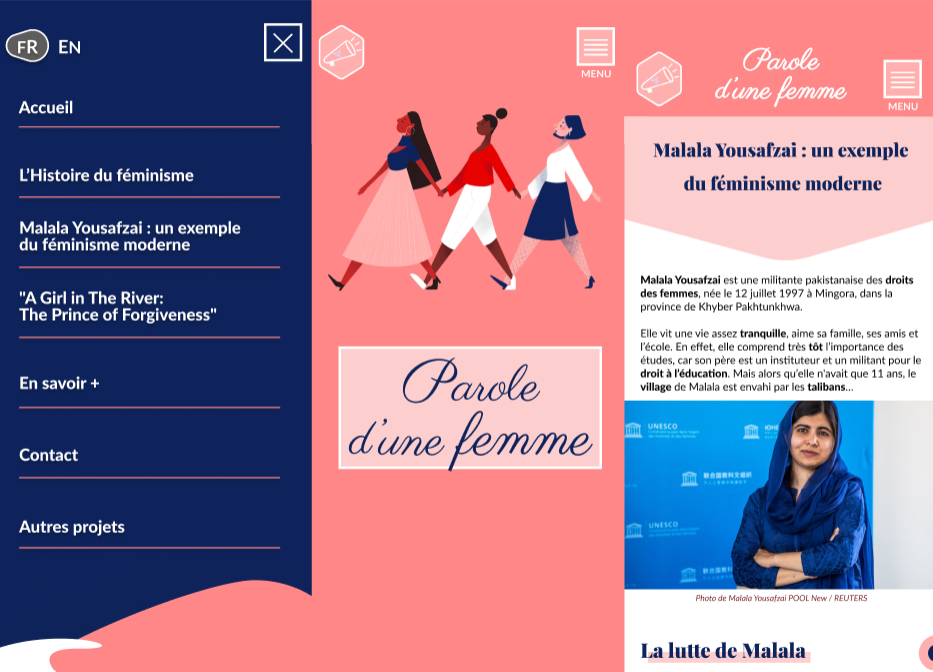 FR EN
Accueil
L'Histoire du féminisme
Malala Yousafzai : un exemple
du féminisme moderne
"A Girl in The River:
The Prince of Forgiveness"
En savoir +
Contact
Autres projets
MENU
Parole
d'une femme
Parole
d'une femme
MENU
Malala Yousafzai : un exemple
du féminisme moderne
Malala Yousafzai est une militante pakistanaise des droits
des femmes, née le 12 juillet 1997 à Mingora, dans la
province de Khyber Pakhtunkhwa.
Elle vit une vie assez tranquille, aime sa famille, ses amis et
l'école. En effet, elle comprend très tôt l'importance des
études, car son père est un instituteur et un militant pour le
droit à l'éducation. Mais alors qu'elle n'avait que 11 ans, le
village de Malala est envahi par les talibans...
UNESCO
UNESCO
Photo de Malala Yousafzai POOL New / REUTERS
La lutte de Malala